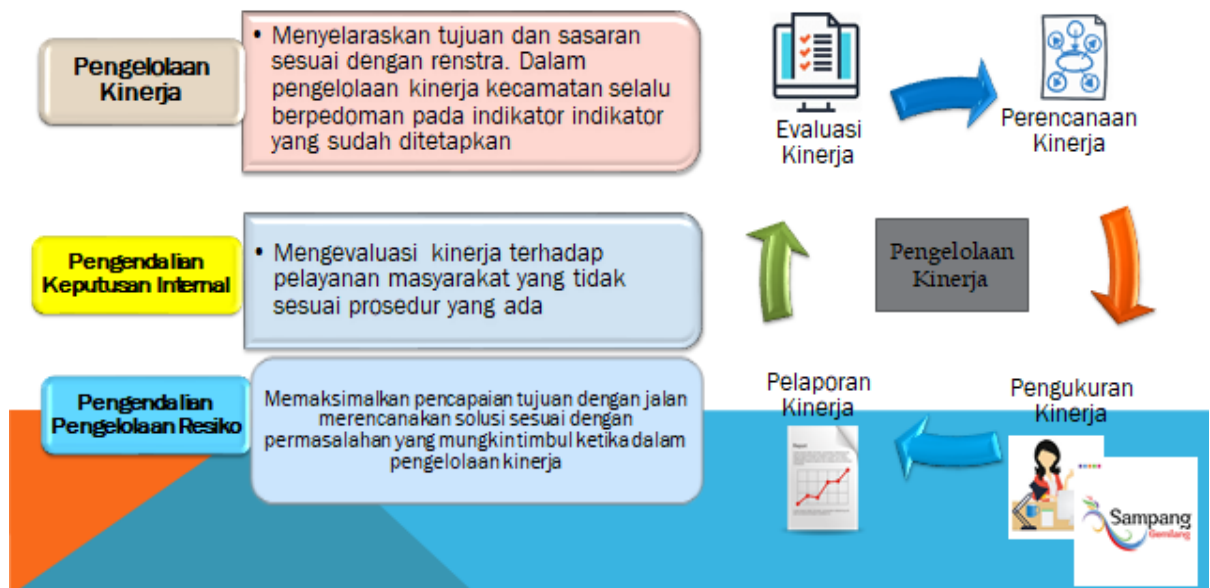 Pengelolaan
Kinerja
• Menyelaraskan tujuan dan sasaran
sesuai dengan renstra. Dalam
pengelolaan kinerja kecamatan selalu
berpedoman pada indikator indikator
yang sudah ditetapkan
Pengendalian
Keputusan Internal
• Mengevaluasi kinerja terhadap
pelayanan masyarakat yang tidak
sesuai prosedur yang ada
Pengendalian
Pengelolaan Resiko
Memaksimalkan pencapaian tujuan dengan jalan
merencanakan solusi sesuai dengan
permasalahan yang mungkin timbul ketika dalam
pengelolaan kinerja
Evaluasi
Kinerja
Perencanaan
Kinerja
Pengelolaan
Kinerja
Pelaporan
Kinerja
Pengukuran
Kinerja
Sampang
Gemilang